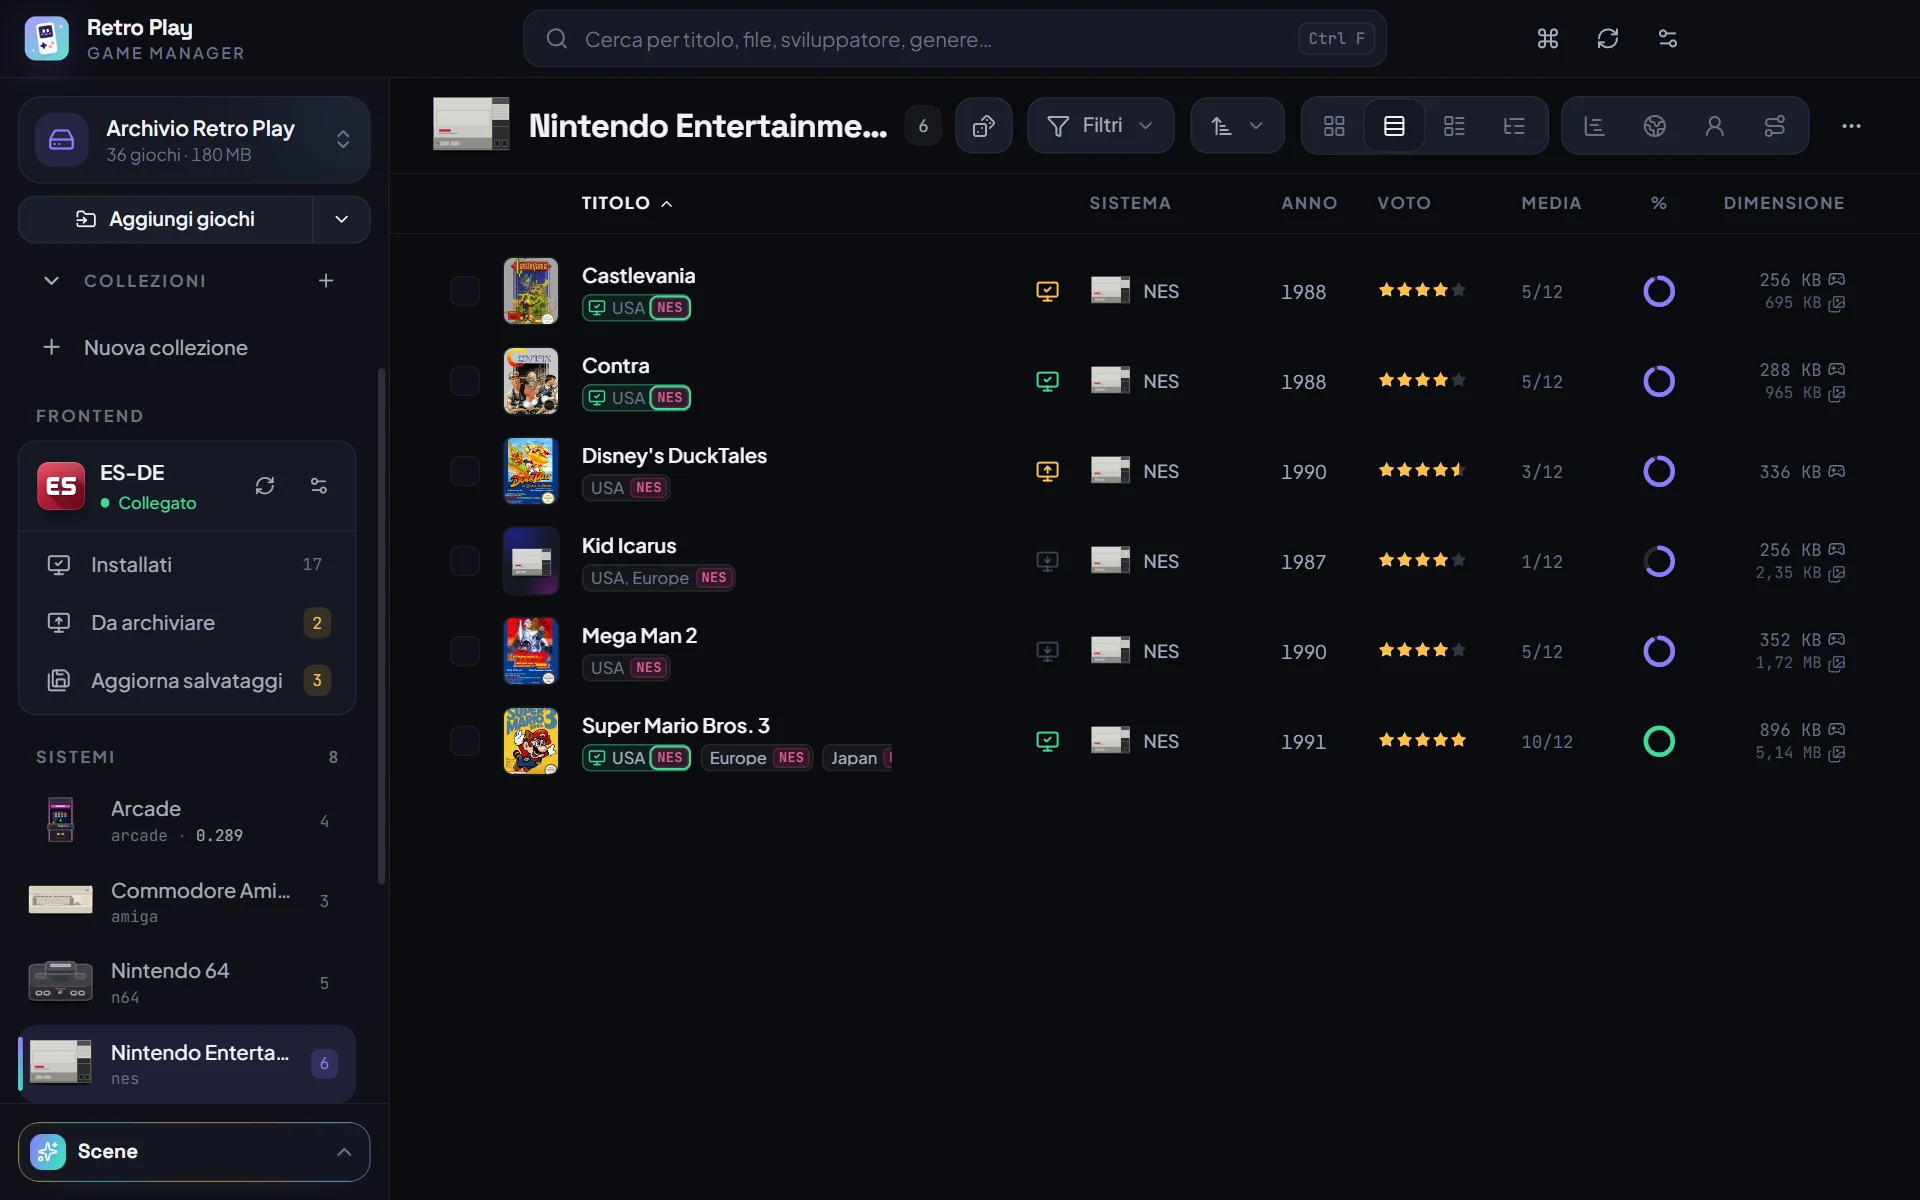 Retro Play
GAME MANAGER
Cerca per titolo, file, sviluppatore, genere...
Ctrl F
Archivio Retro Play
36 giochi · 180 MB
Aggiungi giochi
COLLEZIONI
Nuova collezione
FRONTEND
ES
ES-DE
Collegato
Installati 17
Da archiviare 2
Aggiorna salvataggi 3
SISTEMI 8
Arcade
arcade · 0.289
4
Commodore Ami...
amiga
3
Nintendo 64
n64
5
Nintendo Enterta...
nes
6
Scene
Nintendo Entertainme...
6
Filtri
TITOLO SISTEMA ANNO VOTO MEDIA % DIMENSIONE
Castlevania
USA NES
NES 1988 5/12
256 KB
695 KB
Contra
USA NES
NES 1988 5/12
288 KB
965 KB
Disney's DuckTales
USA NES
NES 1990 3/12
336 KB
Kid Icarus
USA, Europe NES
NES 1987 1/12
256 KB
2,35 KB
Mega Man 2
USA NES
NES 1990 5/12
352 KB
1,72 MB
Super Mario Bros. 3
USA NES Europe NES Japan
NES 1991 10/12
896 KB
5,14 MB